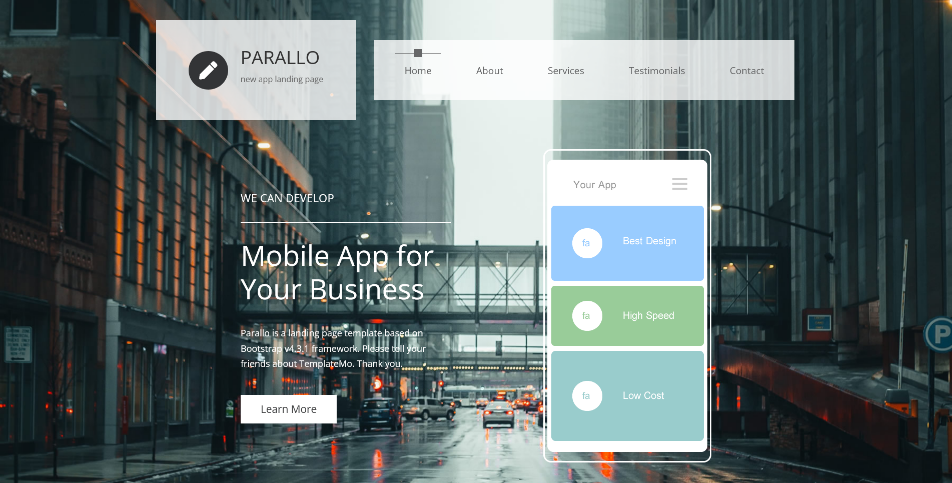 PARALLO
new app landing page
Home About Services Testimonials Contact
WE CAN DEVELOP
Mobile App for
Your Business
Parallo is a landing page template based on
Bootstrap v4.3.1 framework. Please tell your
friends about TemplateMo. Thank you.
Learn More
Your App
fa Best Design
fa High Speed
fa Low Cost
P